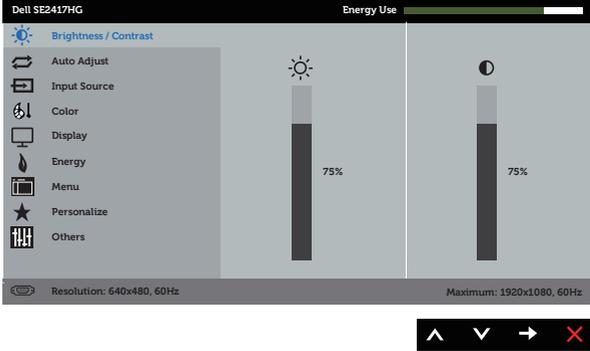 Dell SE2417HG
Energy Use
Brightness / Contrast
Auto Adjust
Input Source
Color
Display
Energy
Menu
Personalize
Others
75%
75%
Resolution: 640x480, 60Hz
Maximum: 1920x1080, 60Hz